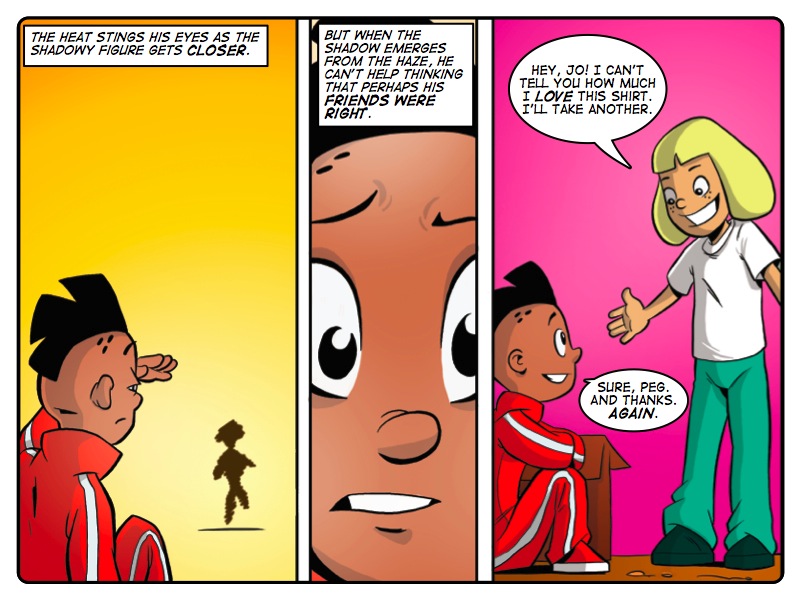 THE HEAT STINGS HIS EYES AS THE
SHADOWY FIGURE GETS CLOSER.
BUT WHEN THE
SHADOW EMERGES
FROM THE HAZE, HE
CAN'T HELP THINKING
THAT PERHAPS HIS
FRIENDS WERE
RIGHT.
HEY, JO! I CAN'T
TELL YOU HOW MUCH
I LOVE THIS SHIRT.
I'LL TAKE ANOTHER.
SURE, PEG.
AND THANKS.
AGAIN.